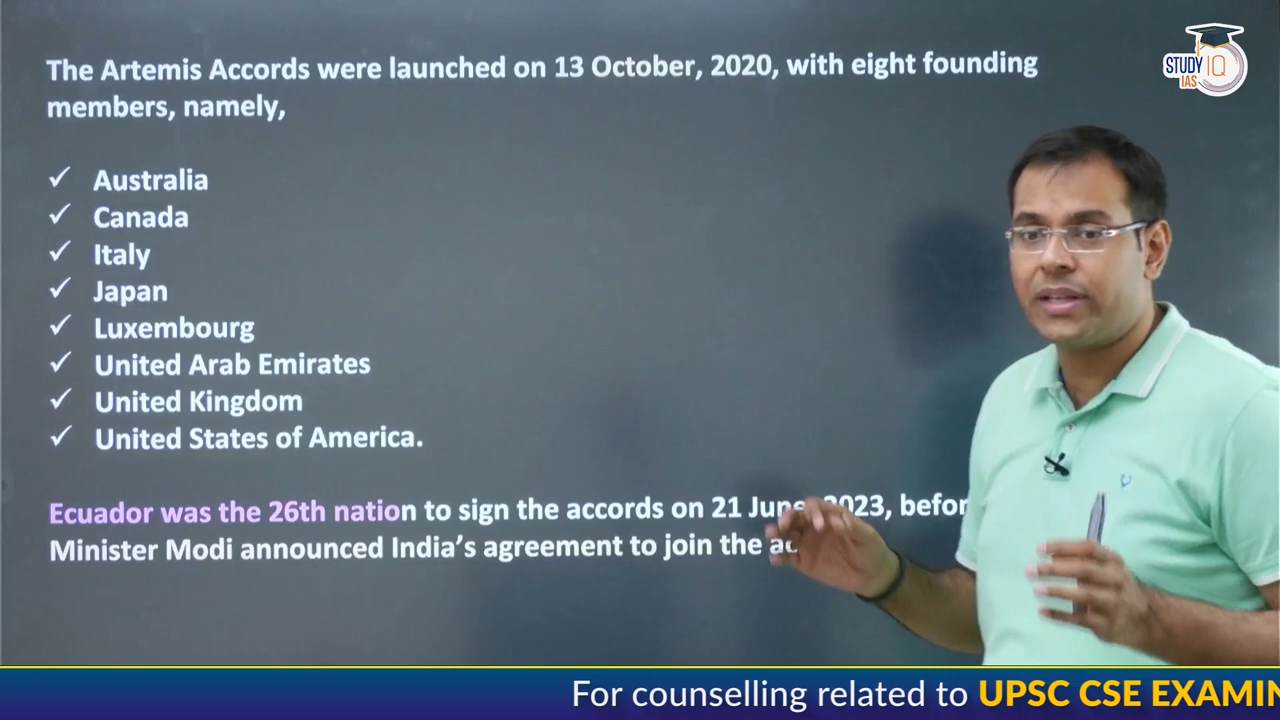 The Artemis Accords were launched on 13 October, 2020, with eight founding
members, namely,
✓ Australia
✓ Canada
✓ Italy
✓ Japan
✓ Luxembourg
✓ United Arab Emirates
✓ United Kingdom
✓ United States of America.
Ecuador was the 26th nation to sign the accords on 21 June 2023,
Minister Modi announced India's agreement to join the
STUDY IQ
IAS
For counselling related to UPSC CSE